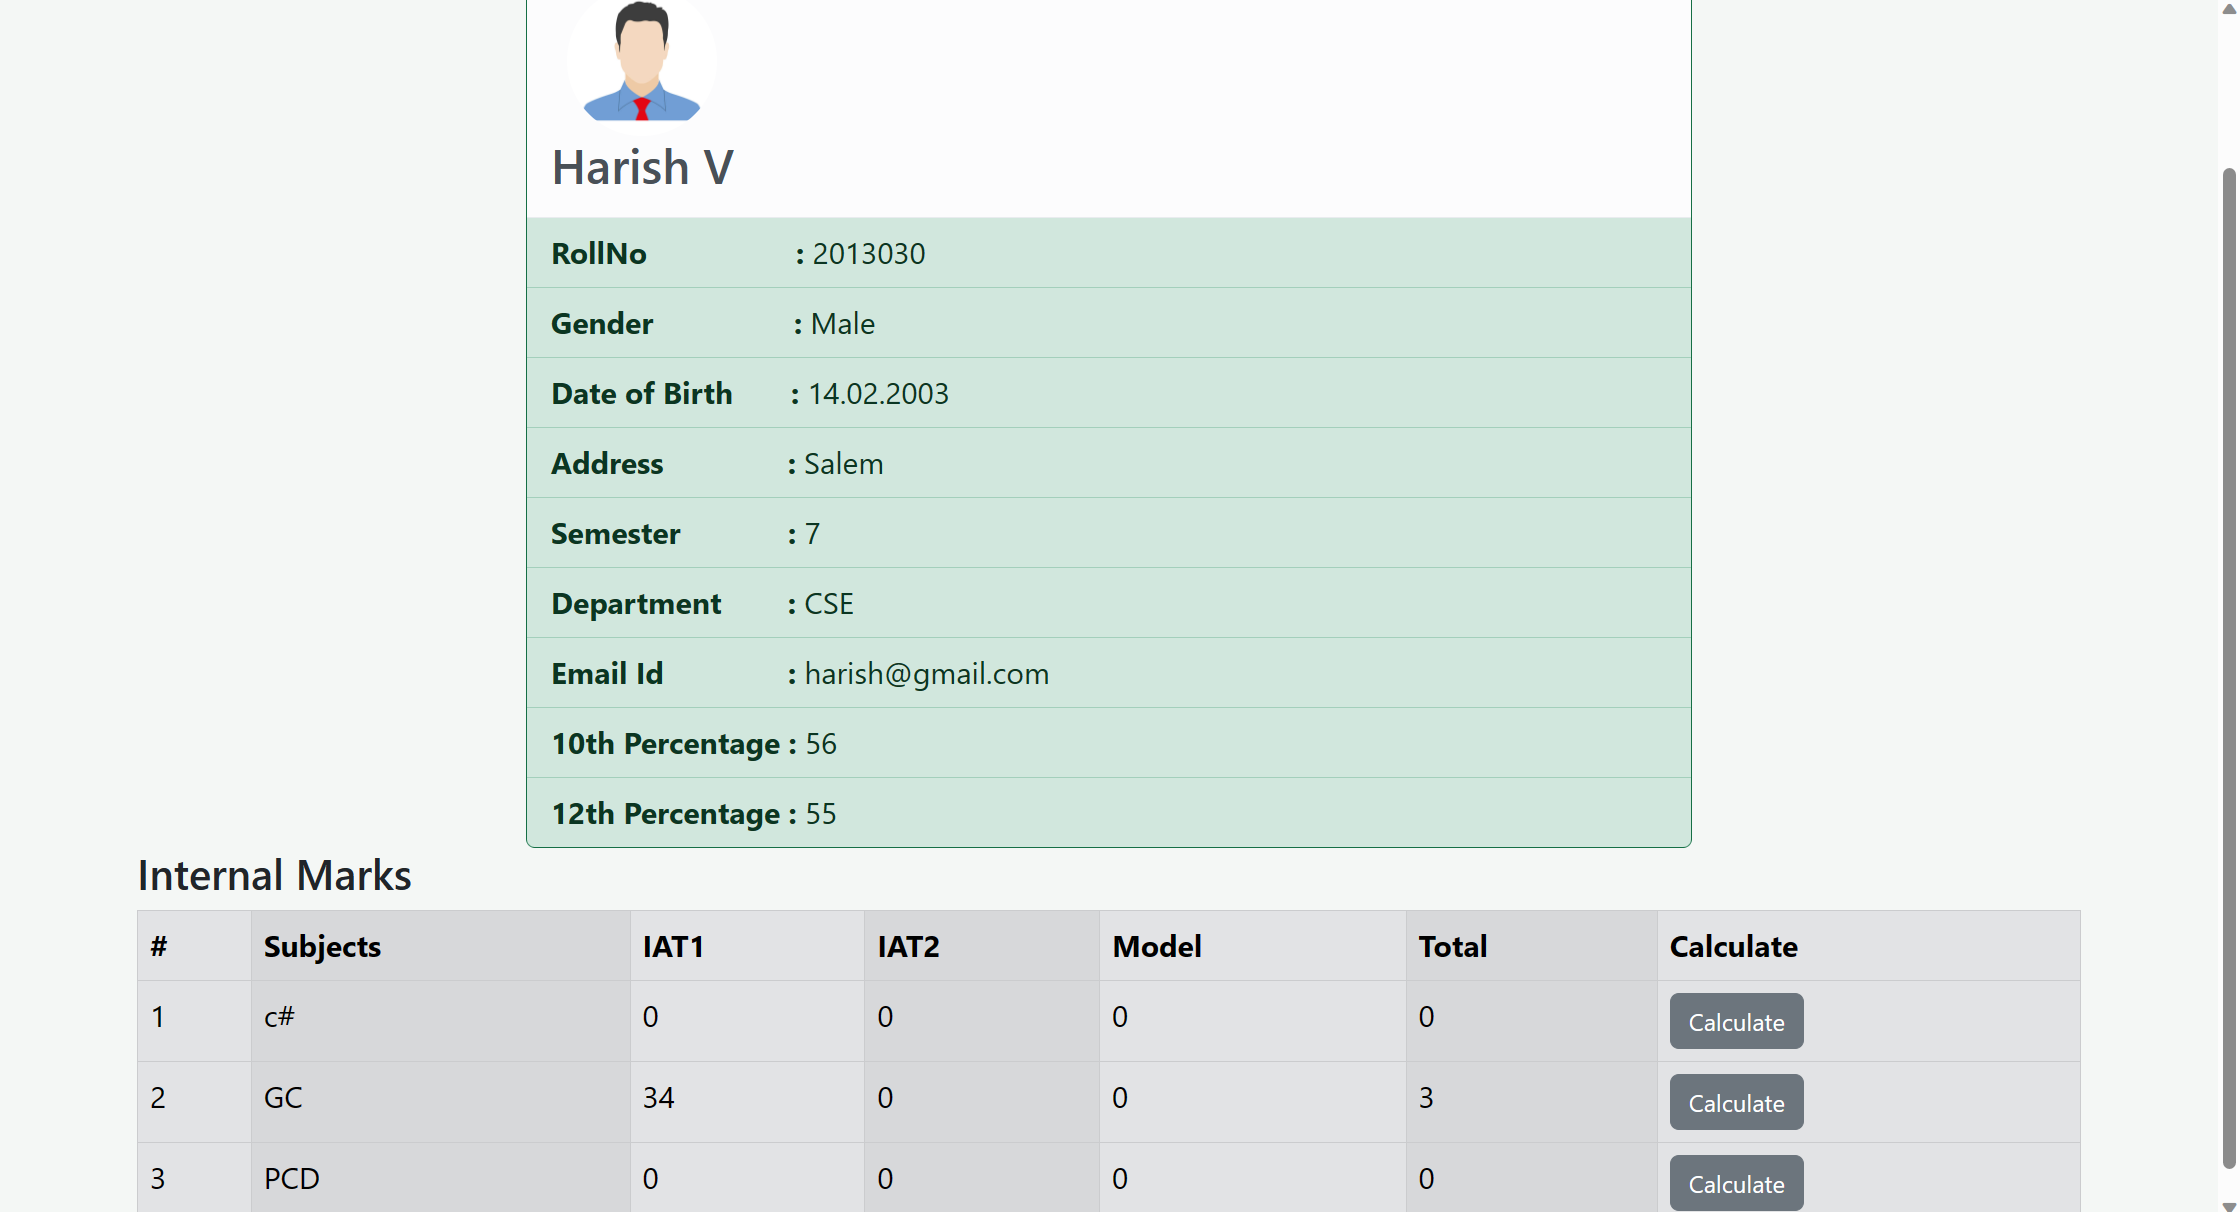 Harish V
RollNo : 2013030
Gender : Male
Date of Birth : 14.02.2003
Address : Salem
Semester : 7
Department : CSE
Email Id : harish@gmail.com
10th Percentage : 56
12th Percentage : 55
Internal Marks
# Subjects IAT1 IAT2 Model Total Calculate
1 c# 0 0 0 0 Calculate
2 GC 34 0 0 3 Calculate
3 PCD 0 0 0 0 Calculate